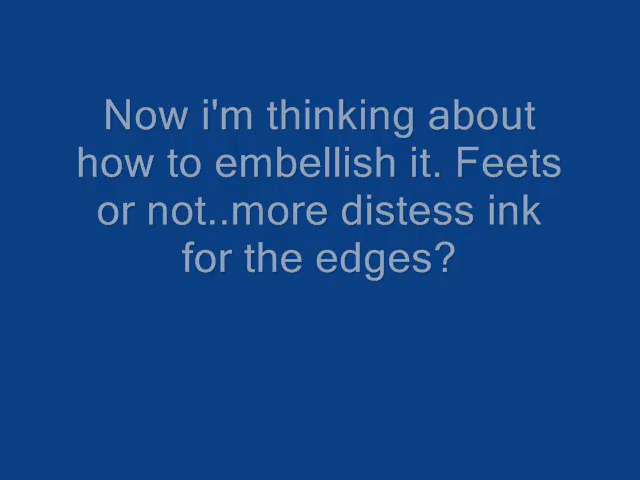 Now i'm thinking about
how to embellish it. Feets
or not..more distess ink
for the edges?